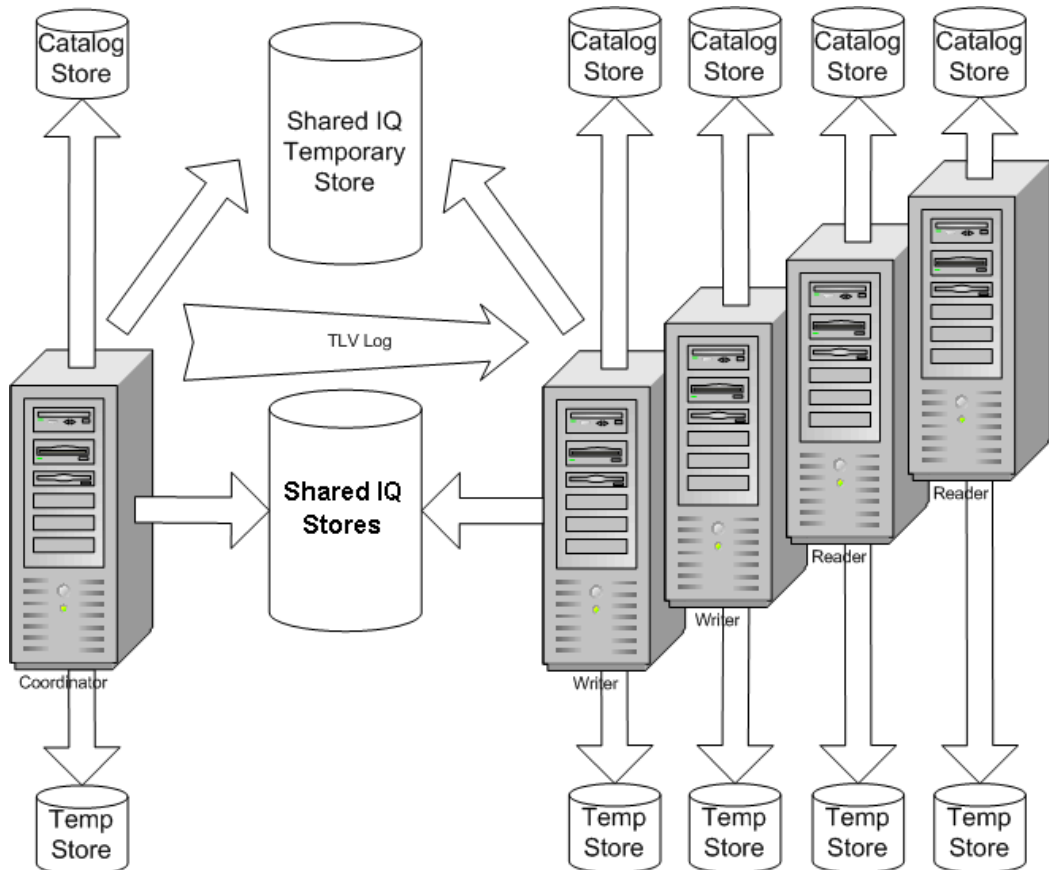 Catalog
Store
Shared IQ
Temporary
Store
Catalog
Store
Catalog
Store
Catalog
Store
Catalog
Store
TLV Log
Shared IQ
Stores
Reader
Reader
Writer
Coordinator
Writer
Temp
Store
Temp
Store
Temp
Store
Temp
Store
Temp
Store